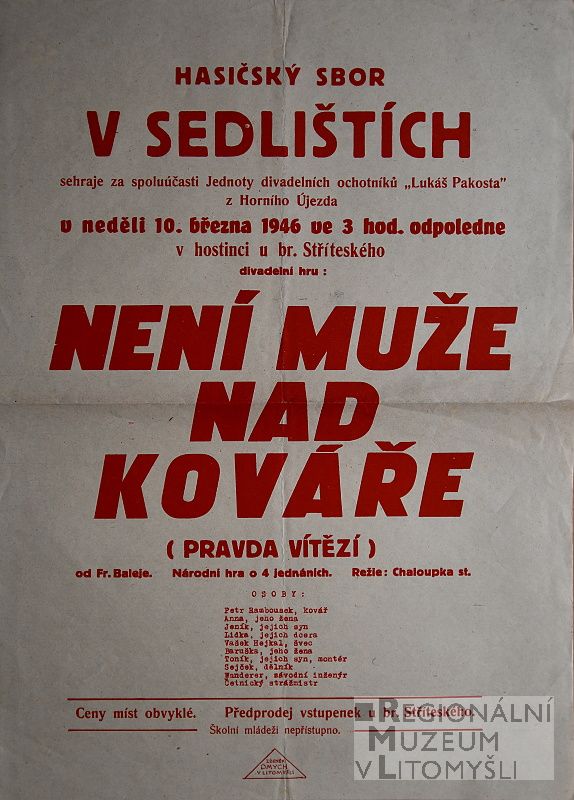 HASIČSKÝ SBOR
V SEDLIŠTÍCH
sehraje za spoluúčasti Jednoty divadelních ochotníků „Lukáš Pakosta"
z Horního Újezda
v neděli 10. března 1946 ve 3 hod. odpoledne
v hostinci u br. Stříteského
divadelní hru :
NENÍ MUŽE
NAD
KOVÁŘE
( PRAVDA VÍTĚZÍ )
od Fr. Baleje. Národní hra o 4 jednáních. Režie: Chaloupka st.
OSOBY:
Petr Rambousek, kovář
Anna, jeho žena
Jeník, jejich syn
Lidka, jejich dcera
Vašek Hejkal, švec
Baruška, jeho žena
Toník, jejich syn, montér
Sejček, dělník
Wanderer, závodní inženýr
Četnický strážmistr
Ceny míst obvyklé. Předprodej vstupenek u br. Stříteského.
Školní mládeži nepřístupno.
ZDENĚK
DMYCH
V LITOMYŠLI
REGIONÁLNÍ
MUZEUM
V LITOMYŠLI